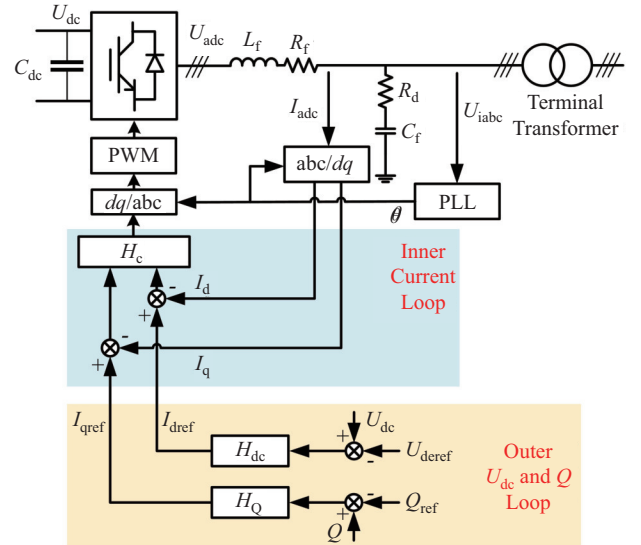 U_dc
C_dc
U_adc
L_f
R_f
I_adc
R_d
C_f
U_iabc
Terminal
Transformer
PWM
abc/dq
dq/abc
θ
PLL
H_c
Inner
Current
Loop
-
I_d
+
-
+
I_q
I_qref
I_dref
U_dc
H_dc
+
-
U_deref
Outer
U_dc and Q
Loop
H_Q
-
+
Q_ref
Q